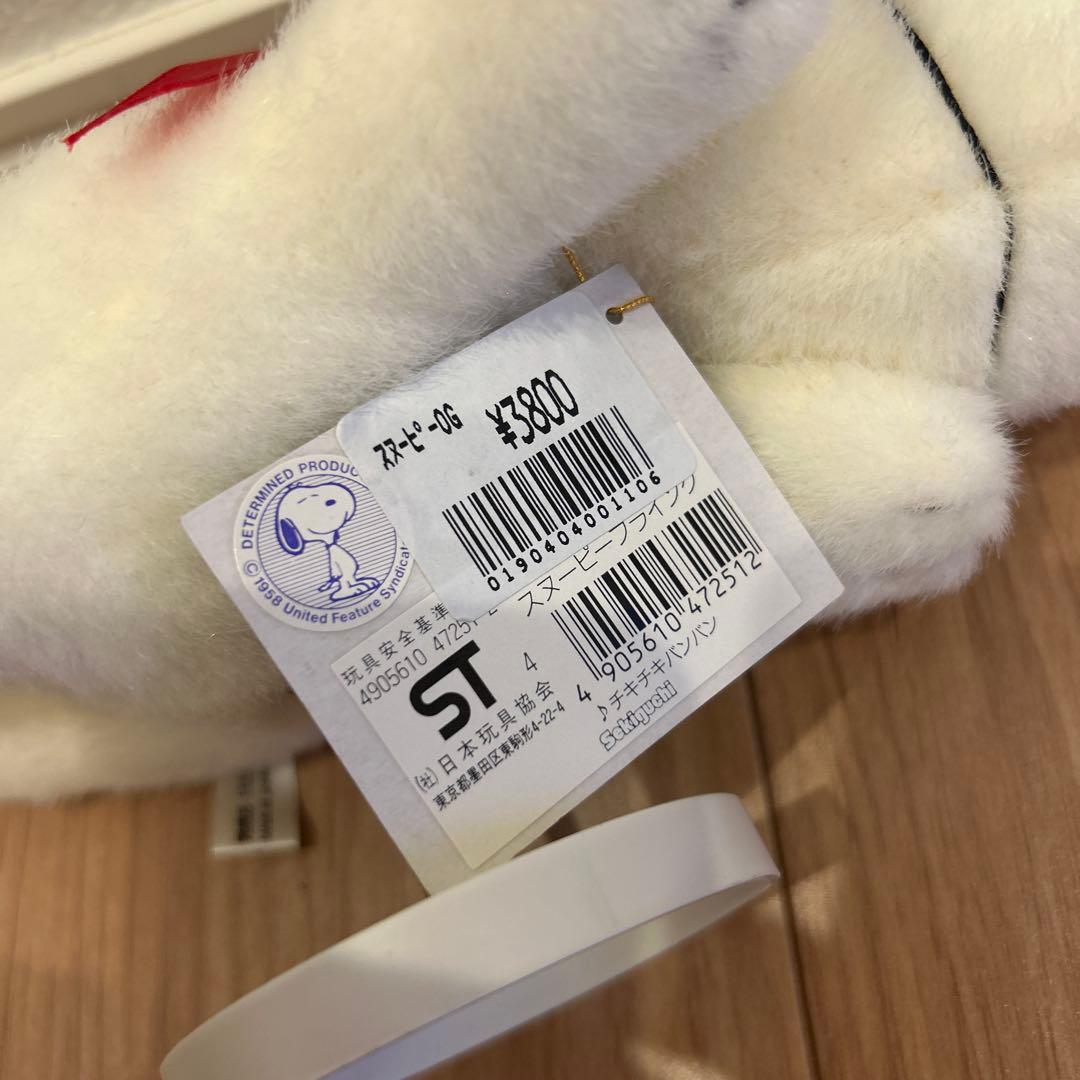 スヌーピーOG
¥3800
0190404001106
DETERMINED PRODUC
© 1958 United Feature Syndicat
スヌーピーフライング
玩具安全基準
4905610 4725
ST
4
4 905610 472512
♪チキチキバンバン
Sekiguchi
(社)日本玩具協会
東京都墨田区東駒形4-22-4